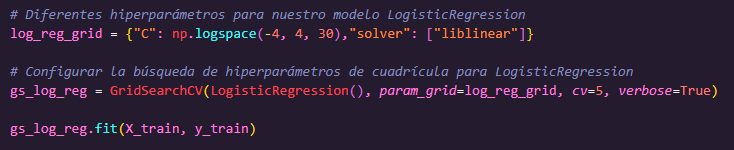 # Diferentes hiperparámetros para nuestro modelo LogisticRegression
log_reg_grid = {"C": np.logspace(-4, 4, 30),"solver": ["liblinear"]}
# Configurar la búsqueda de hiperparámetros de cuadrícula para LogisticRegression
gs_log_reg = GridSearchCV(LogisticRegression(), param_grid=log_reg_grid, cv=5, verbose=True)
gs_log_reg.fit(X_train, y_train)